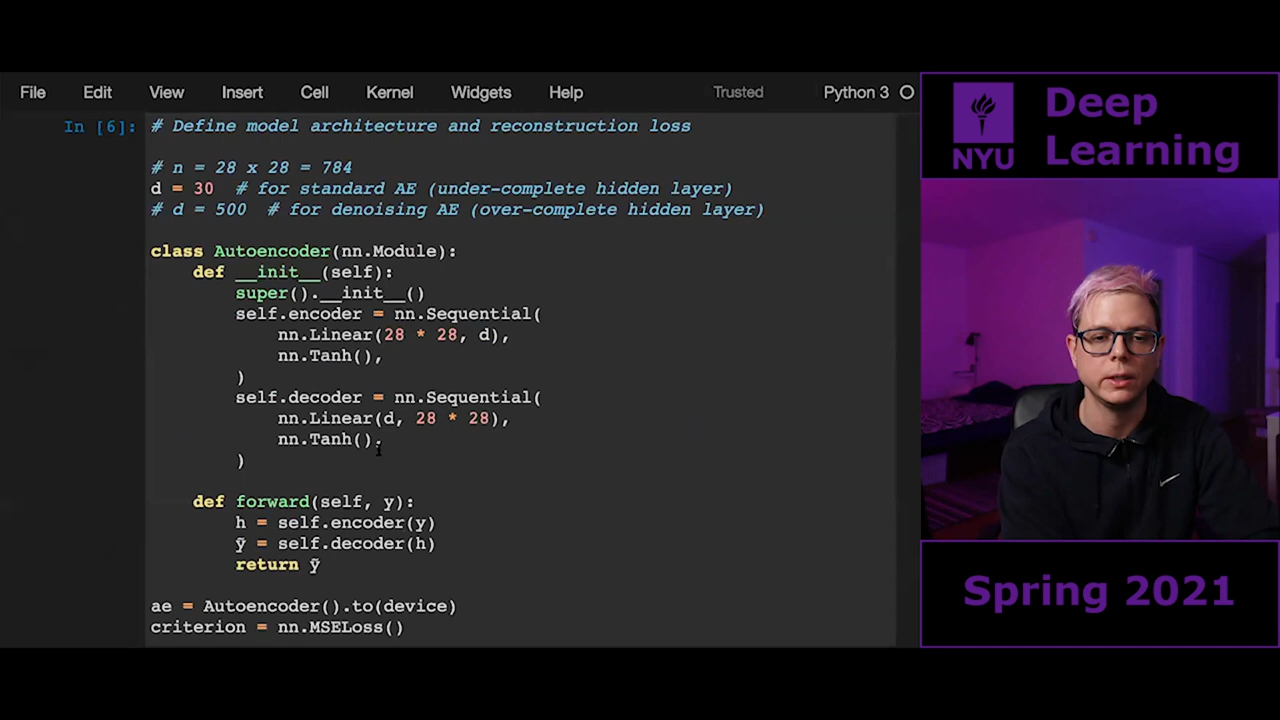 File Edit View Insert Cell Kernel Widgets Help Trusted Python 3
In [6]: # Define model architecture and reconstruction loss
# n = 28 x 28 = 784
d = 30  # for standard AE (under-complete hidden layer)
# d = 500  # for denoising AE (over-complete hidden layer)
class Autoencoder(nn.Module):
def __init__(self):
super().__init__()
self.encoder = nn.Sequential(
nn.Linear(28 * 28, d),
nn.Tanh(),
)
self.decoder = nn.Sequential(
nn.Linear(d, 28 * 28),
nn.Tanh(),
)
def forward(self, y):
h = self.encoder(y)
ỹ = self.decoder(h)
return ỹ
ae = Autoencoder().to(device)
criterion = nn.MSELoss()
NYU
Deep
Learning
Spring 2021